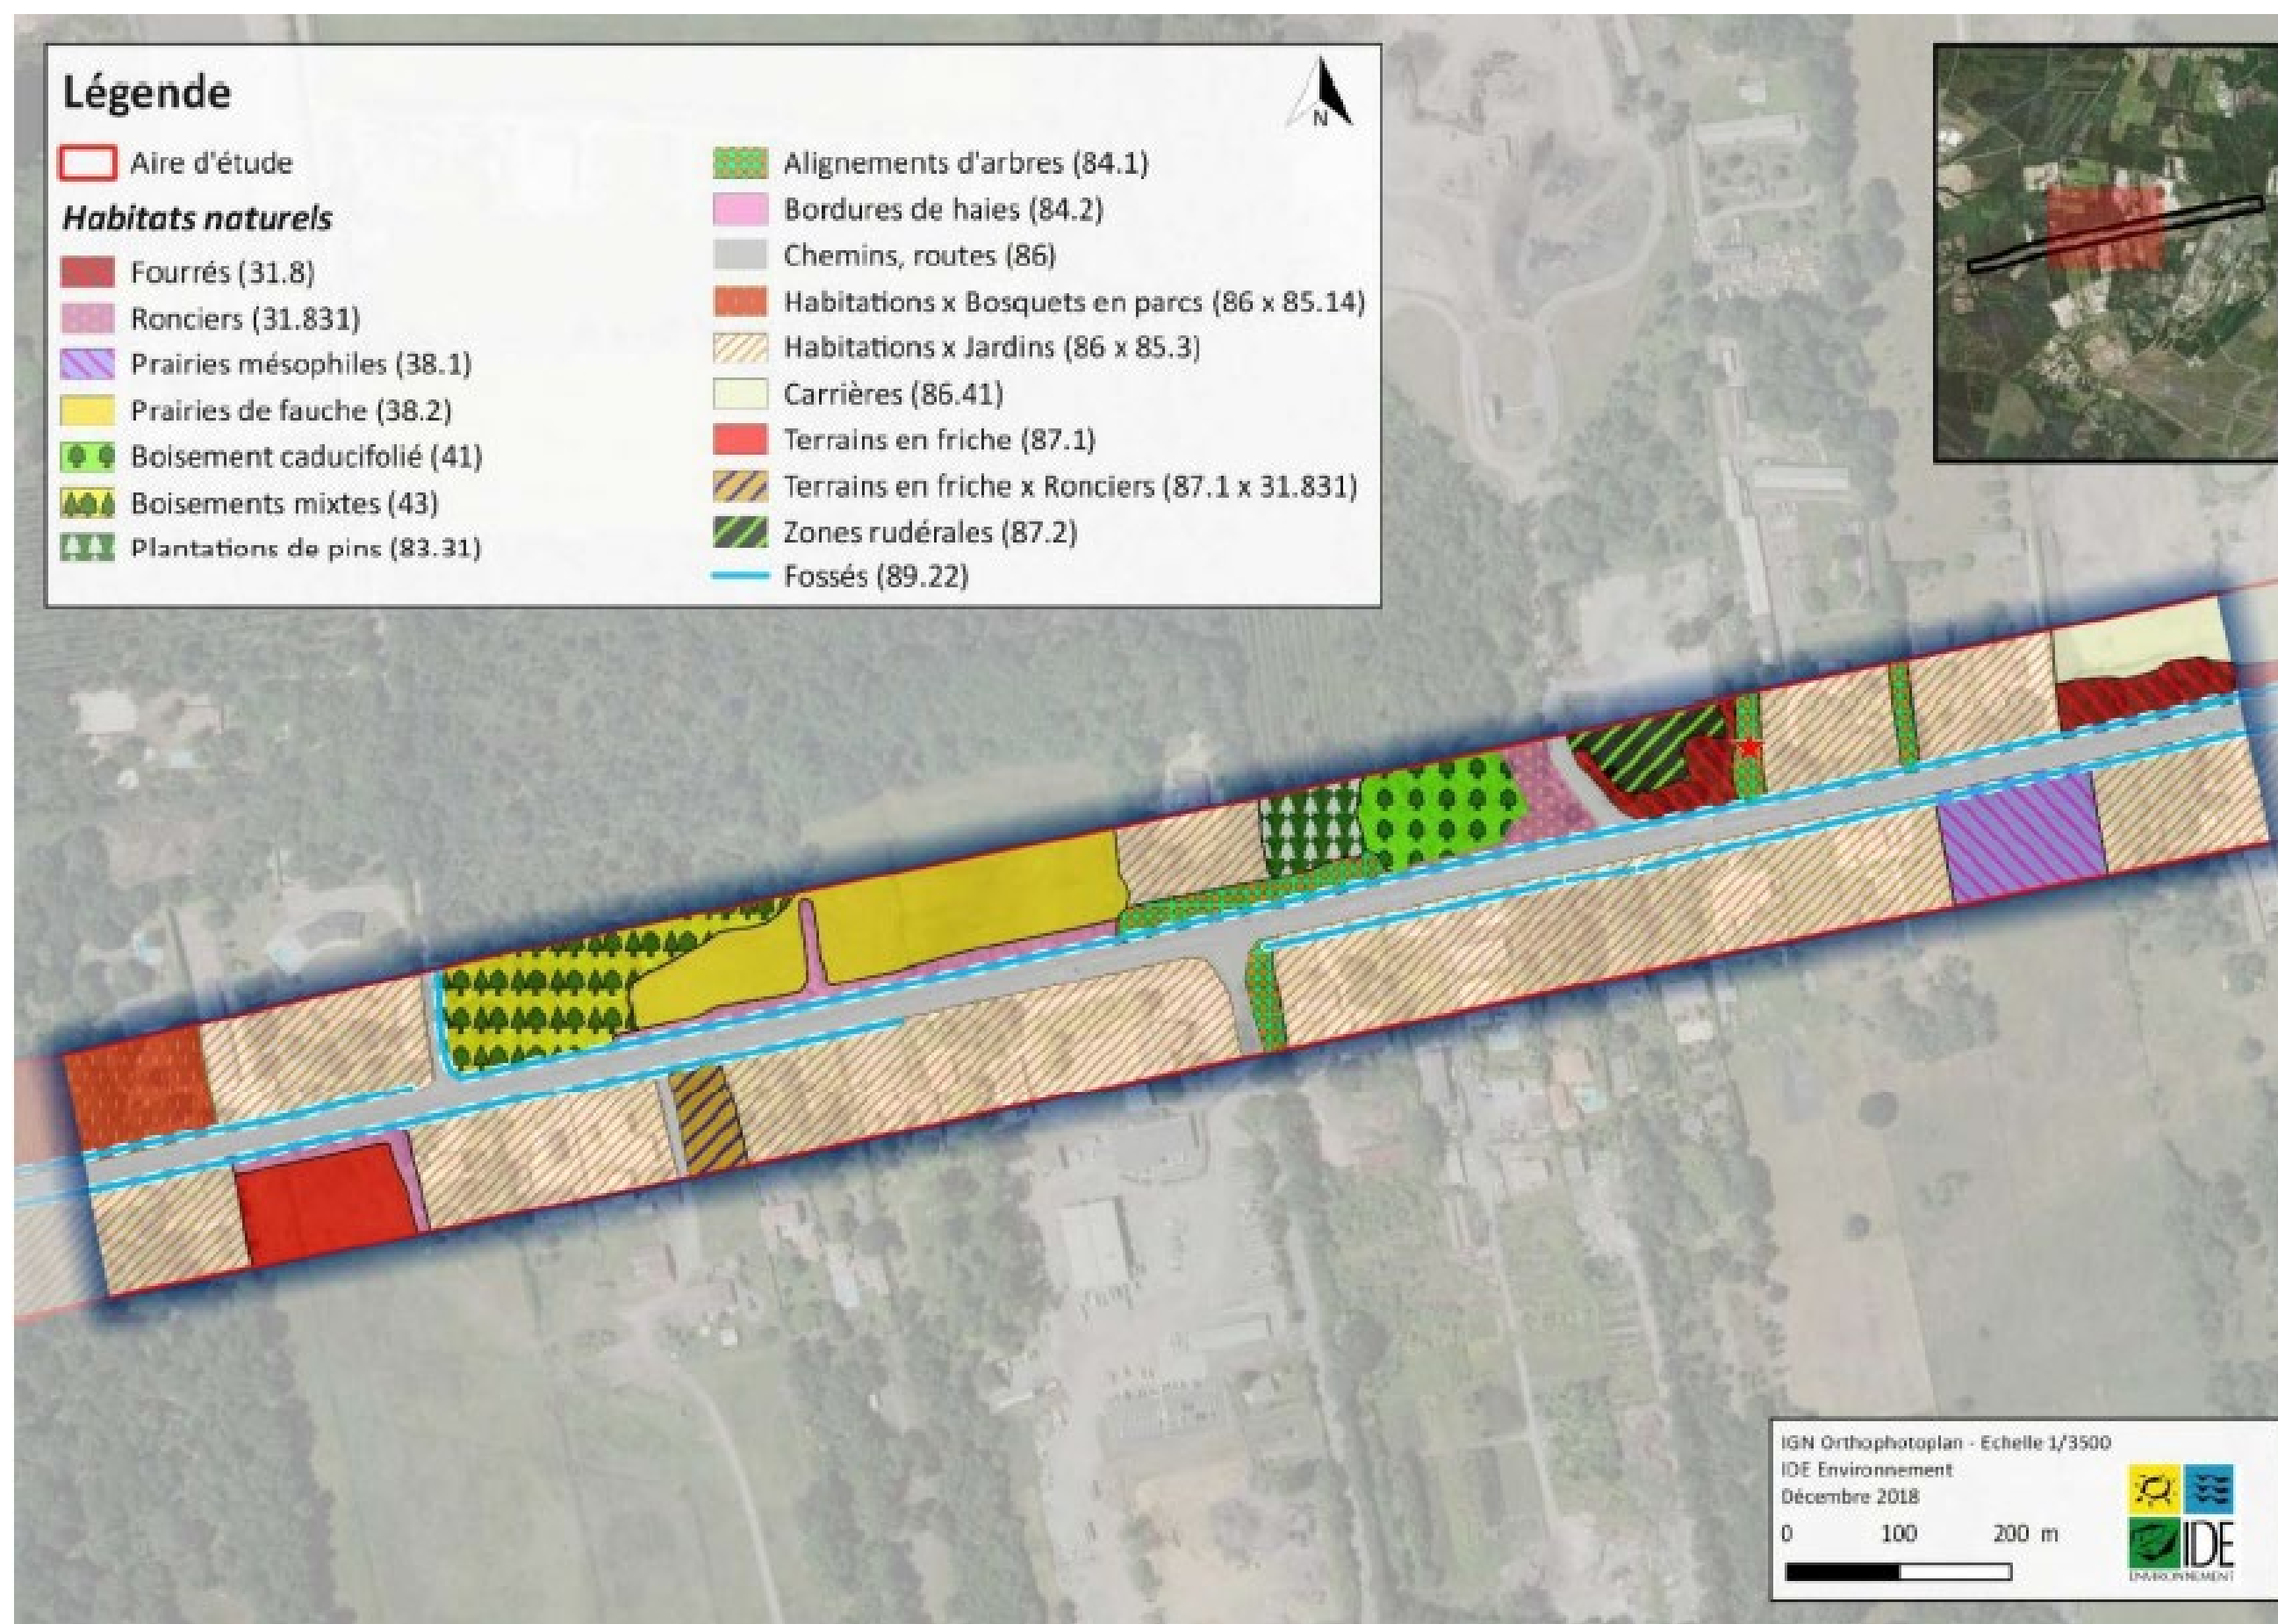 Légende
N
Aire d'étude
Habitats naturels
Fourrés (31.8)
Ronciers (31.831)
Prairies mésophiles (38.1)
Prairies de fauche (38.2)
Boisement caducifolié (41)
Boisements mixtes (43)
Plantations de pins (83.31)
Alignements d'arbres (84.1)
Bordures de haies (84.2)
Chemins, routes (86)
Habitations x Bosquets en parcs (86 x 85.14)
Habitations x Jardins (86 x 85.3)
Carrières (86.41)
Terrains en friche (87.1)
Terrains en friche x Ronciers (87.1 x 31.831)
Zones rudérales (87.2)
Fossés (89.22)
IGN Orthophotoplan - Echelle 1/3500
IDE Environnement
Décembre 2018
0 100 200 m
IDE
ENVIRONNEMENT